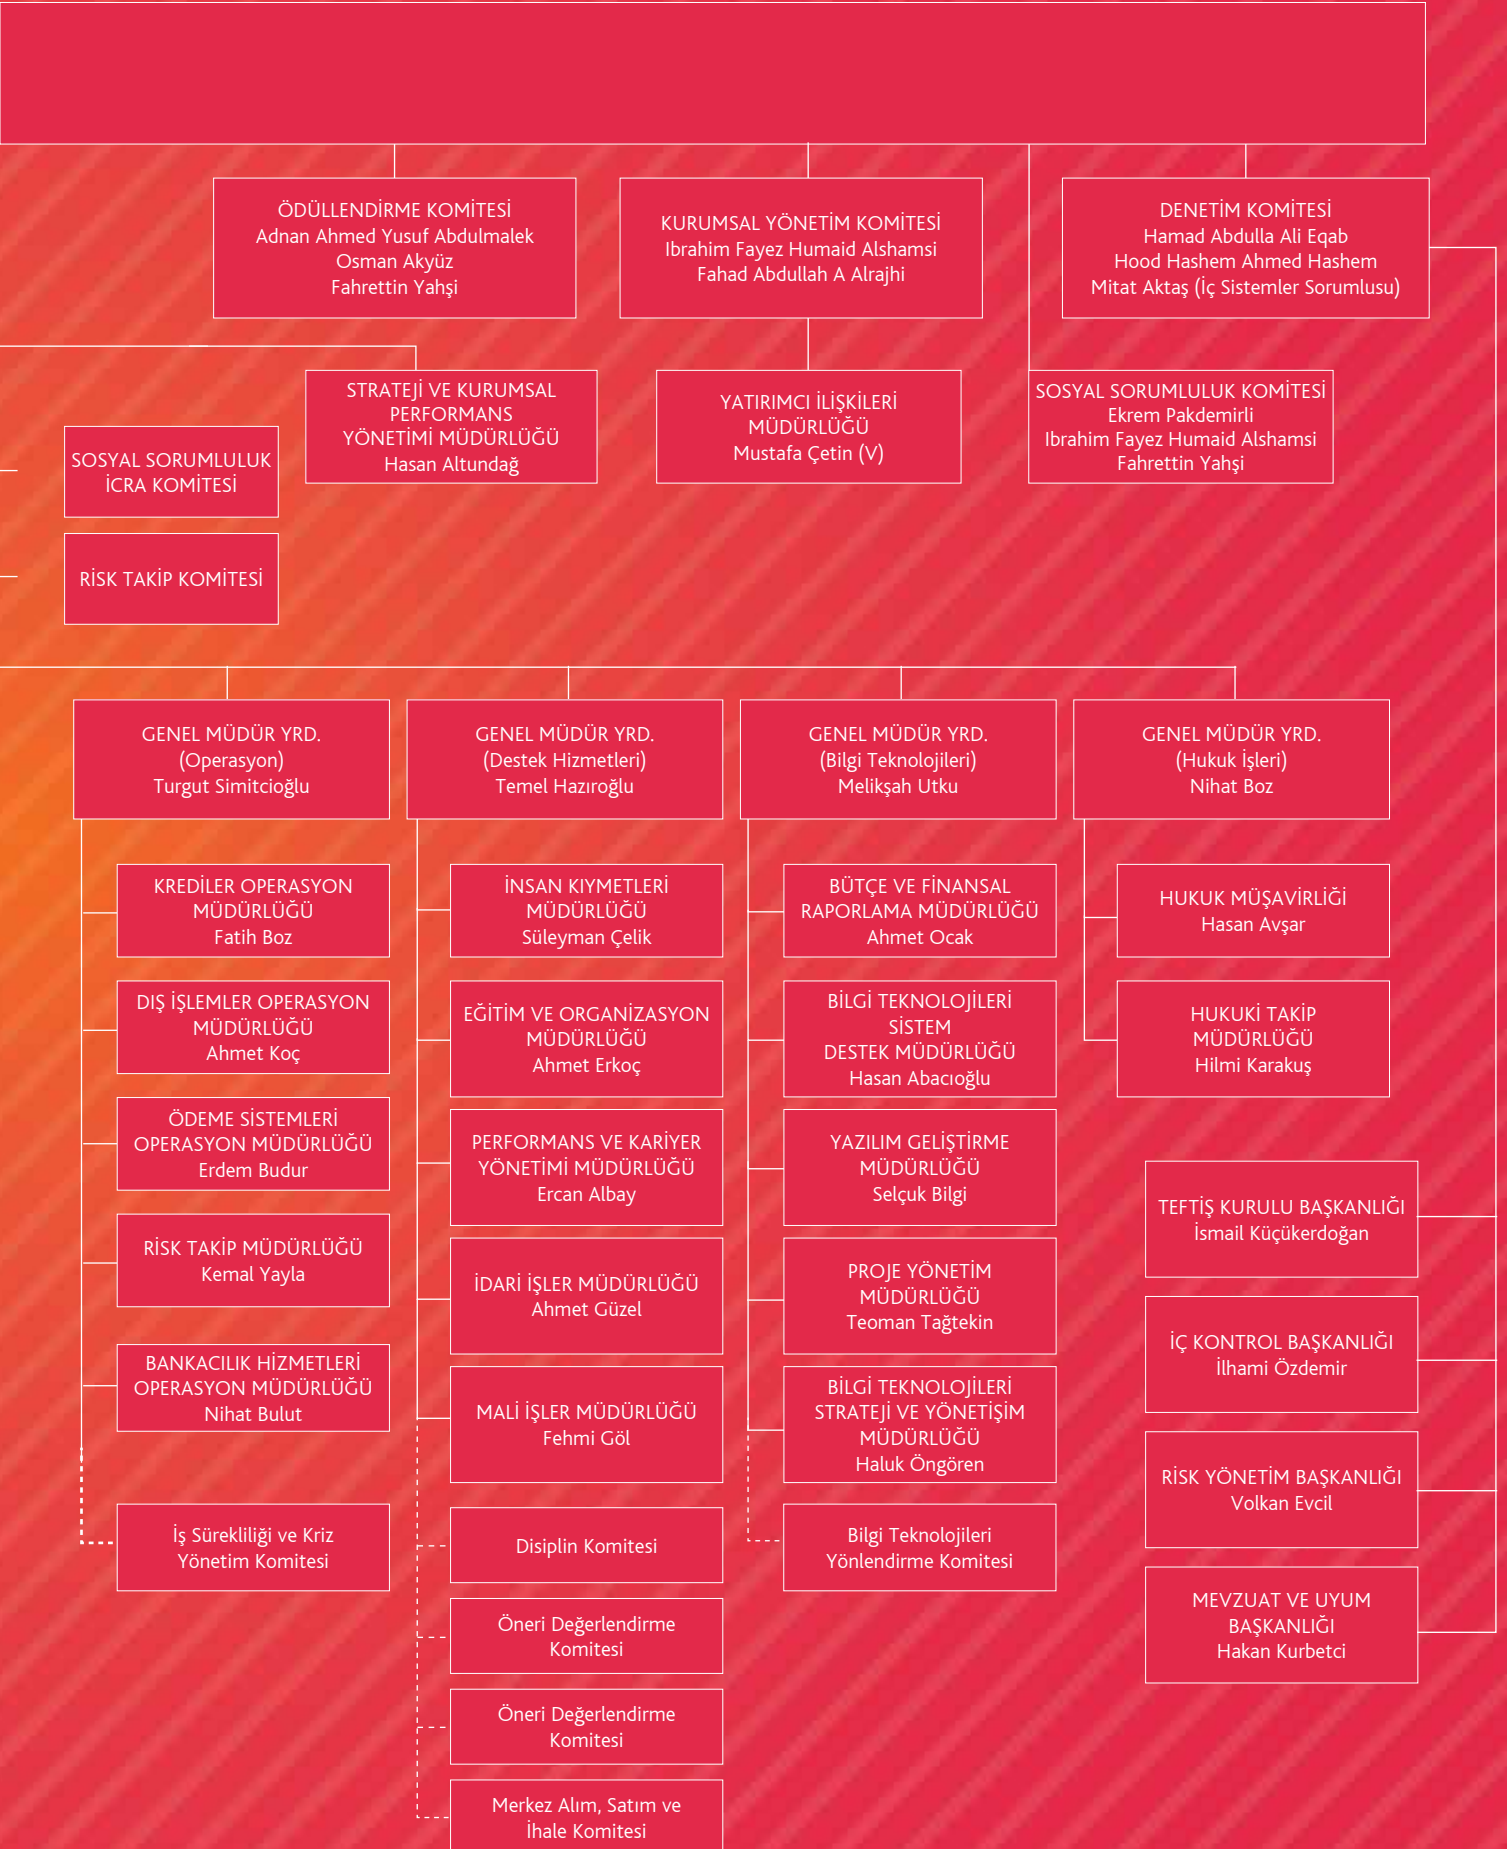 ÖDÜLLENDİRME KOMİTESİ
Adnan Ahmed Yusuf Abdulmalek
Osman Akyüz
Fahrettin Yahşi
KURUMSAL YÖNETİM KOMİTESİ
Ibrahim Fayez Humaid Alshamsi
Fahad Abdullah A Alrajhi
DENETİM KOMİTESİ
Hamad Abdulla Ali Eqab
Hood Hashem Ahmed Hashem
Mitat Aktaş (İç Sistemler Sorumlusu)
STRATEJİ VE KURUMSAL
PERFORMANS
YÖNETİMİ MÜDÜRLÜĞÜ
Hasan Altundağ
YATIRIMCI İLİŞKİLERİ
MÜDÜRLÜĞÜ
Mustafa Çetin (V)
SOSYAL SORUMLULUK KOMİTESİ
Ekrem Pakdemirli
Ibrahim Fayez Humaid Alshamsi
Fahrettin Yahşi
SOSYAL SORUMLULUK
İCRA KOMİTESİ
RİSK TAKİP KOMİTESİ
GENEL MÜDÜR YRD.
(Operasyon)
Turgut Simitcioğlu
KREDİLER OPERASYON
MÜDÜRLÜĞÜ
Fatih Boz
DIŞ İŞLEMLER OPERASYON
MÜDÜRLÜĞÜ
Ahmet Koç
ÖDEME SİSTEMLERİ
OPERASYON MÜDÜRLÜĞÜ
Erdem Budur
RİSK TAKİP MÜDÜRLÜĞÜ
Kemal Yayla
BANKACILIK HİZMETLERİ
OPERASYON MÜDÜRLÜĞÜ
Nihat Bulut
İş Sürekliliği ve Kriz
Yönetim Komitesi
GENEL MÜDÜR YRD.
(Destek Hizmetleri)
Temel Hazıroğlu
İNSAN KIYMETLERİ
MÜDÜRLÜĞÜ
Süleyman Çelik
EĞİTİM VE ORGANİZASYON
MÜDÜRLÜĞÜ
Ahmet Erkoç
PERFORMANS VE KARİYER
YÖNETİMİ MÜDÜRLÜĞÜ
Ercan Albay
İDARİ İŞLER MÜDÜRLÜĞÜ
Ahmet Güzel
MALİ İŞLER MÜDÜRLÜĞÜ
Fehmi Göl
Disiplin Komitesi
Öneri Değerlendirme
Komitesi
Öneri Değerlendirme
Komitesi
Merkez Alım, Satım ve
İhale Komitesi
GENEL MÜDÜR YRD.
(Bilgi Teknolojileri)
Melikşah Utku
BÜTÇE VE FİNANSAL
RAPORLAMA MÜDÜRLÜĞÜ
Ahmet Ocak
BİLGİ TEKNOLOJİLERİ
SİSTEM
DESTEK MÜDÜRLÜĞÜ
Hasan Abacıoğlu
YAZILIM GELİŞTİRME
MÜDÜRLÜĞÜ
Selçuk Bilgi
PROJE YÖNETİM
MÜDÜRLÜĞÜ
Teoman Tağtekin
BİLGİ TEKNOLOJİLERİ
STRATEJİ VE YÖNETİŞİM
MÜDÜRLÜĞÜ
Haluk Öngören
Bilgi Teknolojileri
Yönlendirme Komitesi
GENEL MÜDÜR YRD.
(Hukuk İşleri)
Nihat Boz
HUKUK MÜŞAVİRLİĞİ
Hasan Avşar
HUKUKİ TAKİP
MÜDÜRLÜĞÜ
Hilmi Karakuş
TEFTİŞ KURULU BAŞKANLIĞI
İsmail Küçükerdoğan
İÇ KONTROL BAŞKANLIĞI
İlhami Özdemir
RİSK YÖNETİM BAŞKANLIĞI
Volkan Evcil
MEVZUAT VE UYUM
BAŞKANLIĞI
Hakan Kurbetci